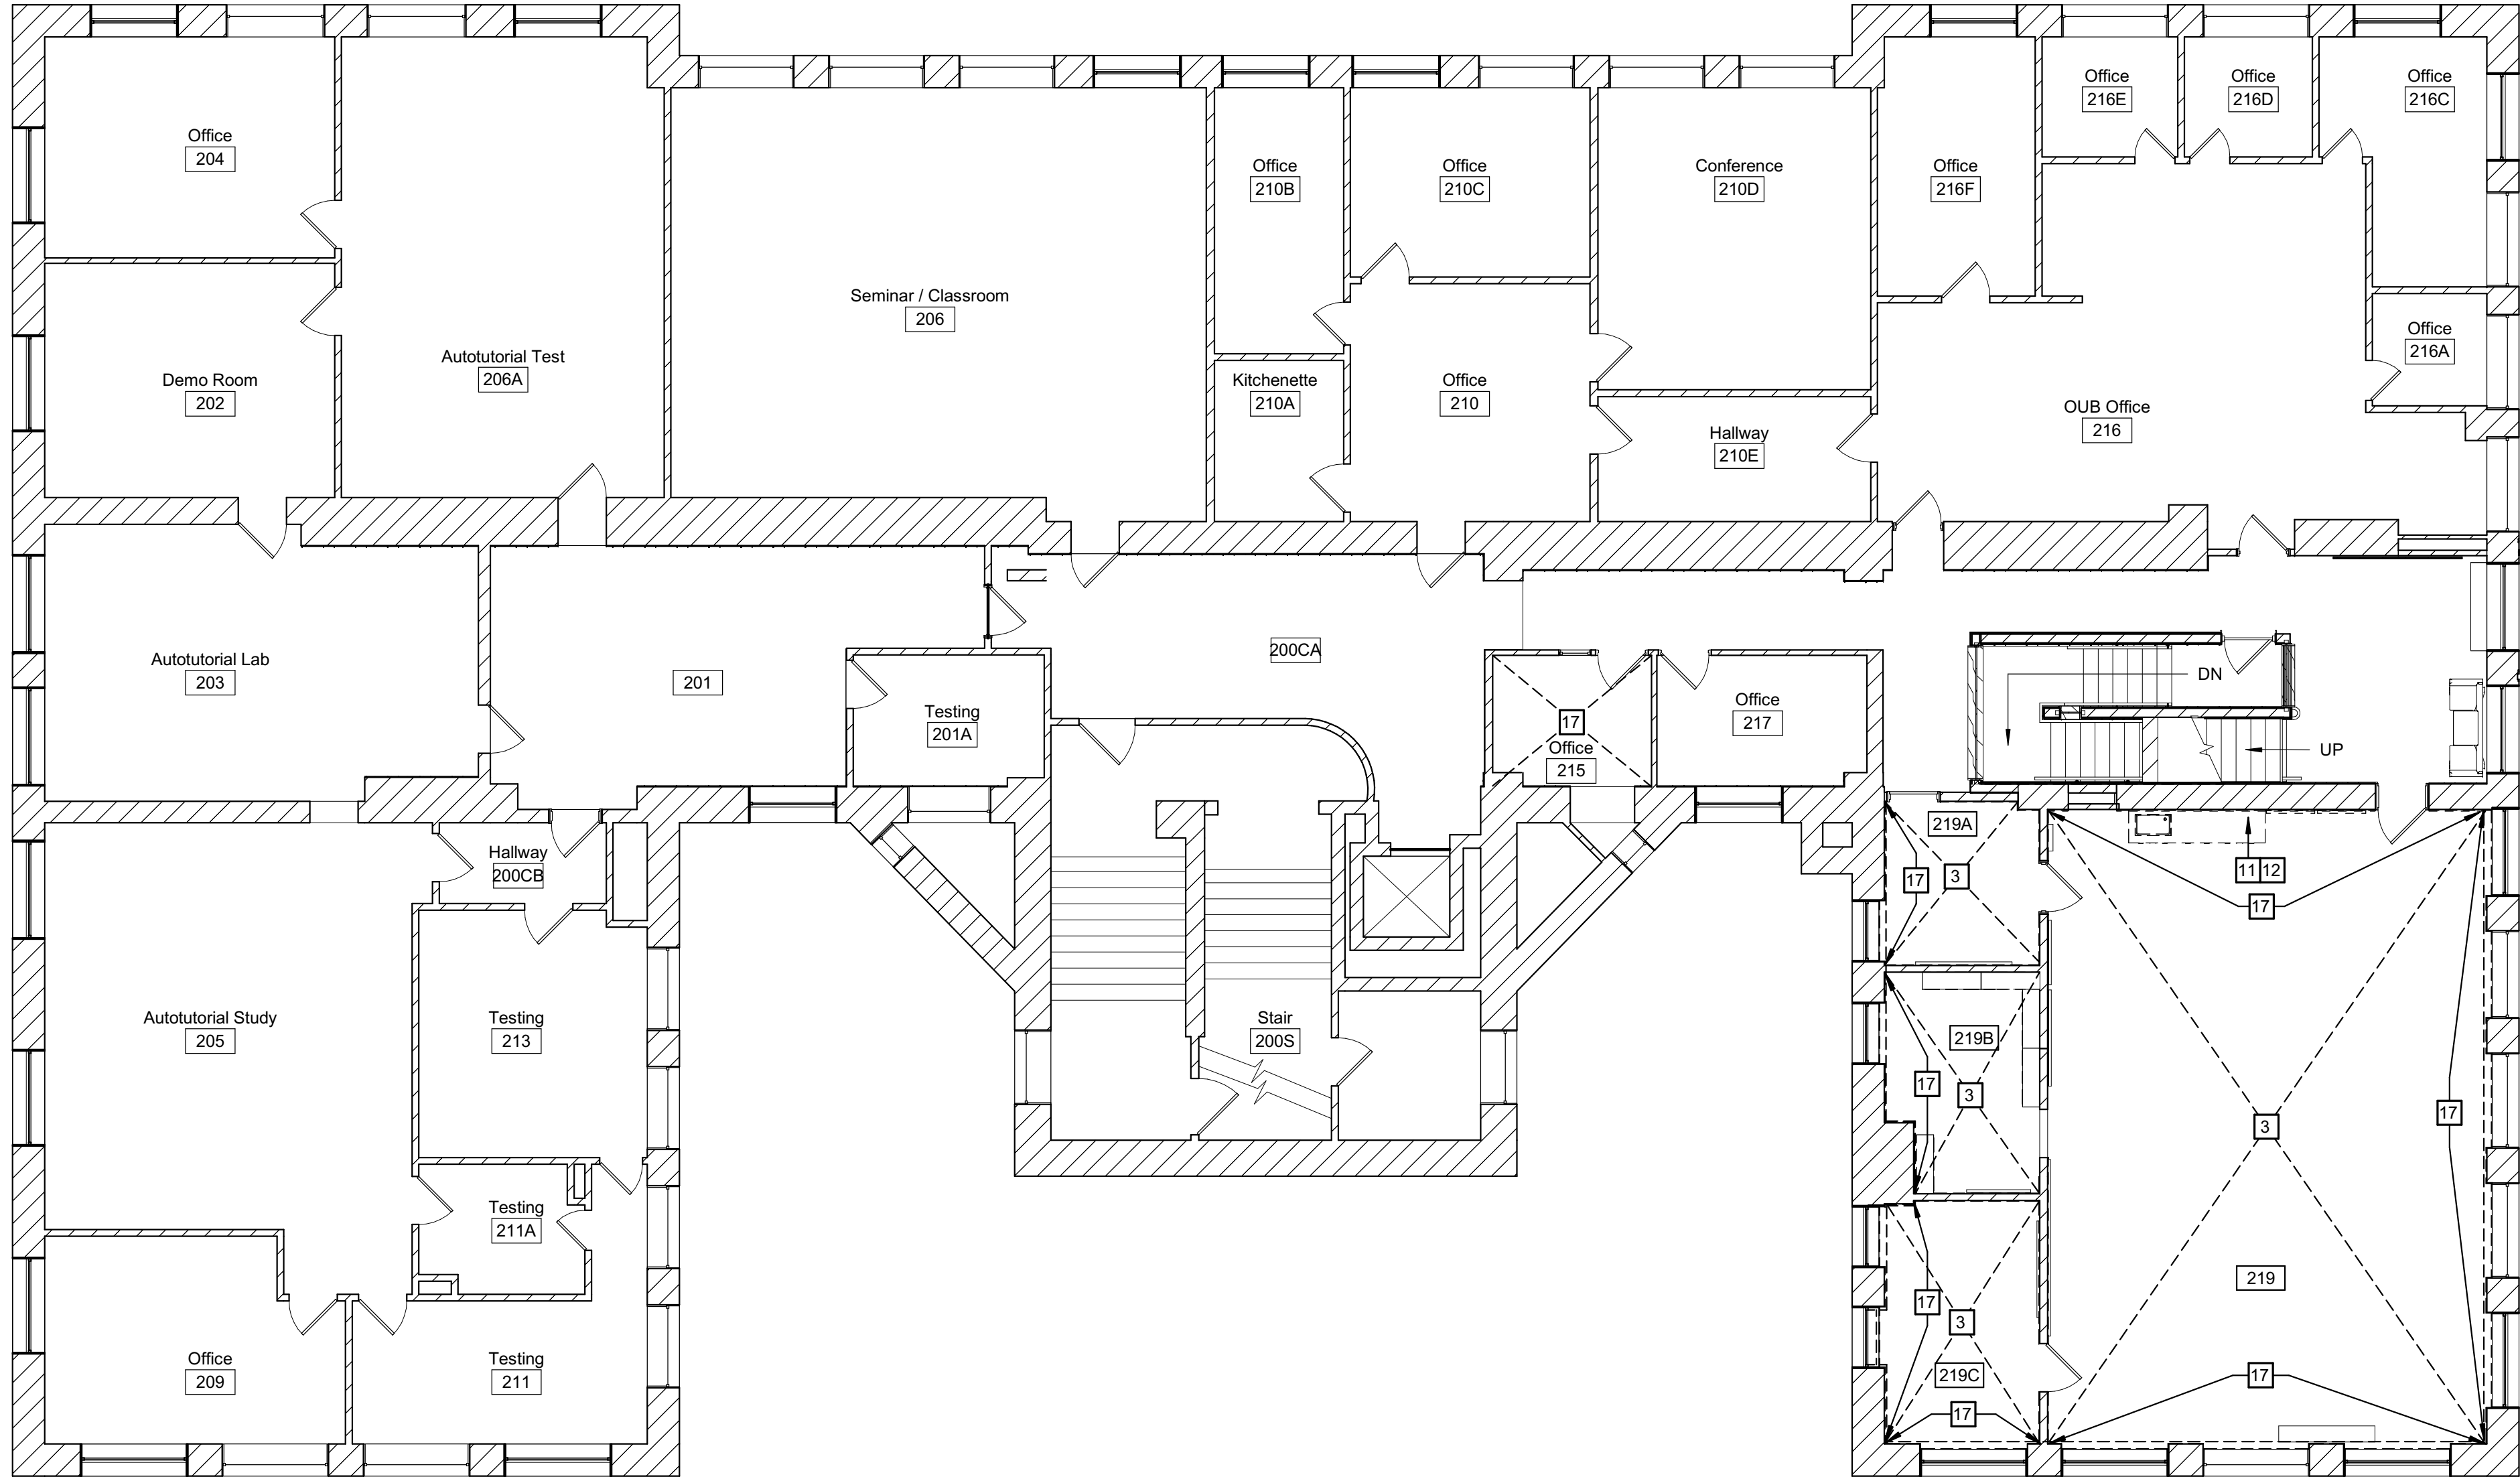 Office
204
Office
216E
Office
216D
Office
216C
Office
210B
Office
210C
Conference
210D
Office
216F
Seminar / Classroom
206
Autotutorial Test
206A
Demo Room
202
Kitchenette
210A
Office
210
Hallway
210E
OUB Office
216
Office
216A
Autotutorial Lab
203
201
Testing
201A
200CA
17
Office
215
Office
217
DN
UP
Hallway
200CB
219A
3
17
11 12
17
Autotutorial Study
205
Testing
213
Stair
200S
219B
17
3
3
17
Testing
211A
219
17
3
219C
17
17
Office
209
Testing
211